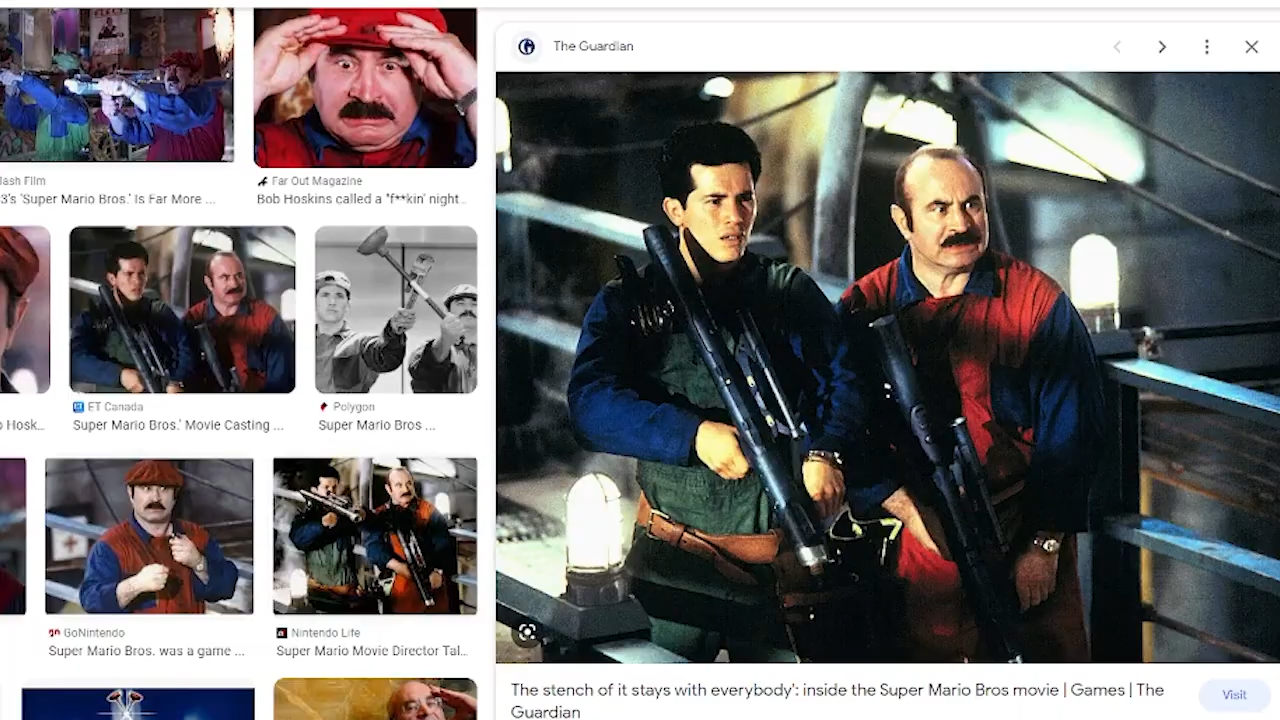 The Guardian
lash Film
3's 'Super Mario Bros.' Is Far More ...
Far Out Magazine
Bob Hoskins called a "f**kin' night..
ET Canada
Hosk...
Super Mario Bros.' Movie Casting ...
Polygon
Super Mario Bros ...
GoNintendo
Super Mario Bros. was a game ...
Nintendo Life
Super Mario Movie Director Tal...
The stench of it stays with everybody': inside the Super Mario Bros movie | Games | The
Guardian
Visit